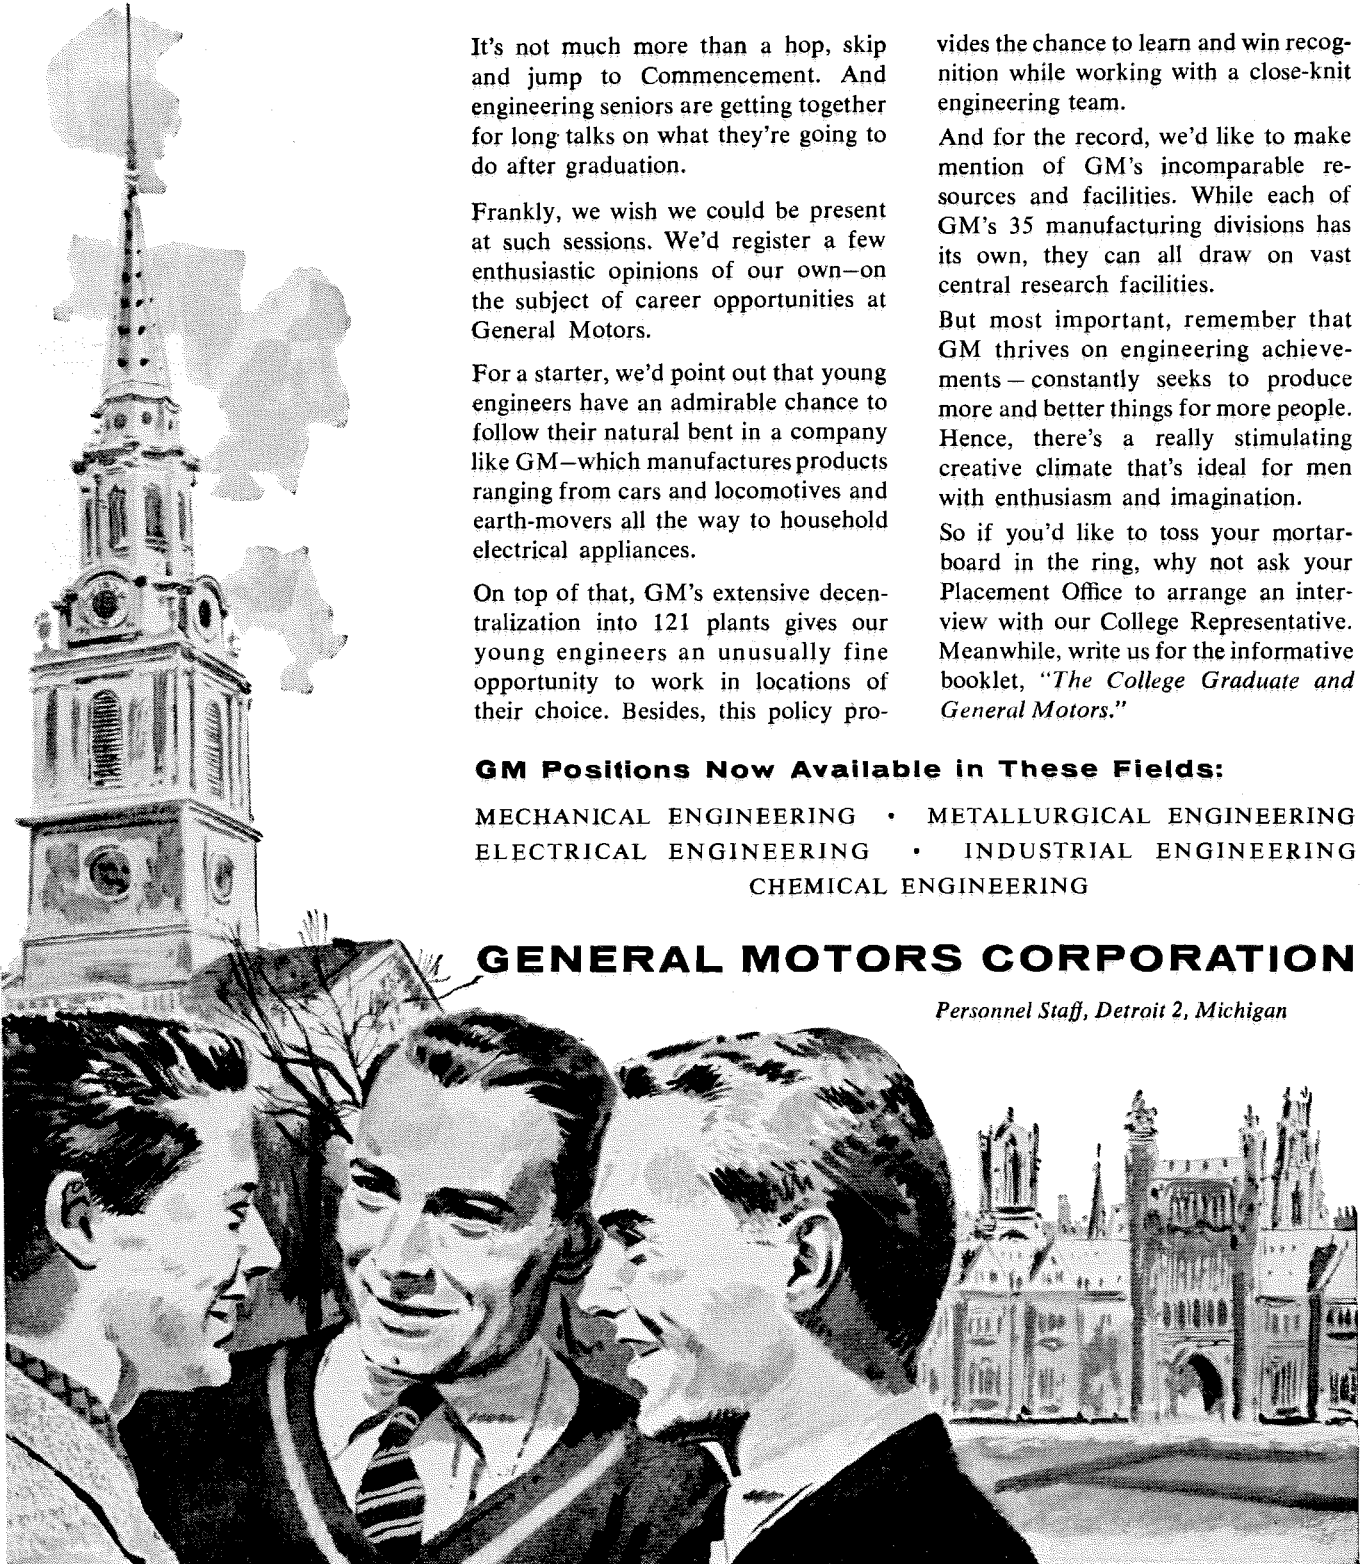 It's not much more than a hop, skip
and jump to Commencement. And
engineering seniors are getting together
for long talks on what they're going to
do after graduation.
Frankly, we wish we could be present
at such sessions. We'd register a few
enthusiastic opinions of our own—on
the subject of career opportunities at
General Motors.
For a starter, we'd point out that young
engineers have an admirable chance to
follow their natural bent in a company
like GM—which manufactures products
ranging from cars and locomotives and
earth-movers all the way to household
electrical appliances.
On top of that, GM's extensive decen-
tralization into 121 plants gives our
young engineers an unusually fine
opportunity to work in locations of
their choice. Besides, this policy pro-
vides the chance to learn and win recog-
nition while working with a close-knit
engineering team.
And for the record, we'd like to make
mention of GM's incomparable re-
sources and facilities. While each of
GM's 35 manufacturing divisions has
its own, they can all draw on vast
central research facilities.
But most important, remember that
GM thrives on engineering achieve-
ments — constantly seeks to produce
more and better things for more people.
Hence, there's a really stimulating
creative climate that's ideal for men
with enthusiasm and imagination.
So if you'd like to toss your mortar-
board in the ring, why not ask your
Placement Office to arrange an inter-
view with our College Representative.
Meanwhile, write us for the informative
booklet, "The College Graduate and
General Motors."
GM Positions Now Available in These Fields:
MECHANICAL ENGINEERING • METALLURGICAL ENGINEERING
ELECTRICAL ENGINEERING • INDUSTRIAL ENGINEERING
CHEMICAL ENGINEERING
GENERAL MOTORS CORPORATION
Personnel Staff, Detroit 2, Michigan